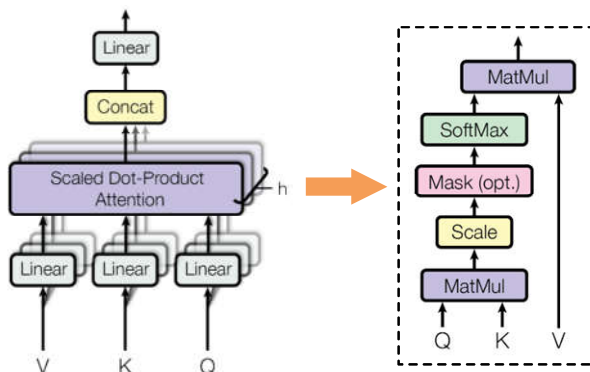 Linear
Concat
Scaled Dot-Product
Attention
h
Linear
Linear
Linear
V
K
Q
MatMul
SoftMax
Mask (opt.)
Scale
MatMul
Q
K
V